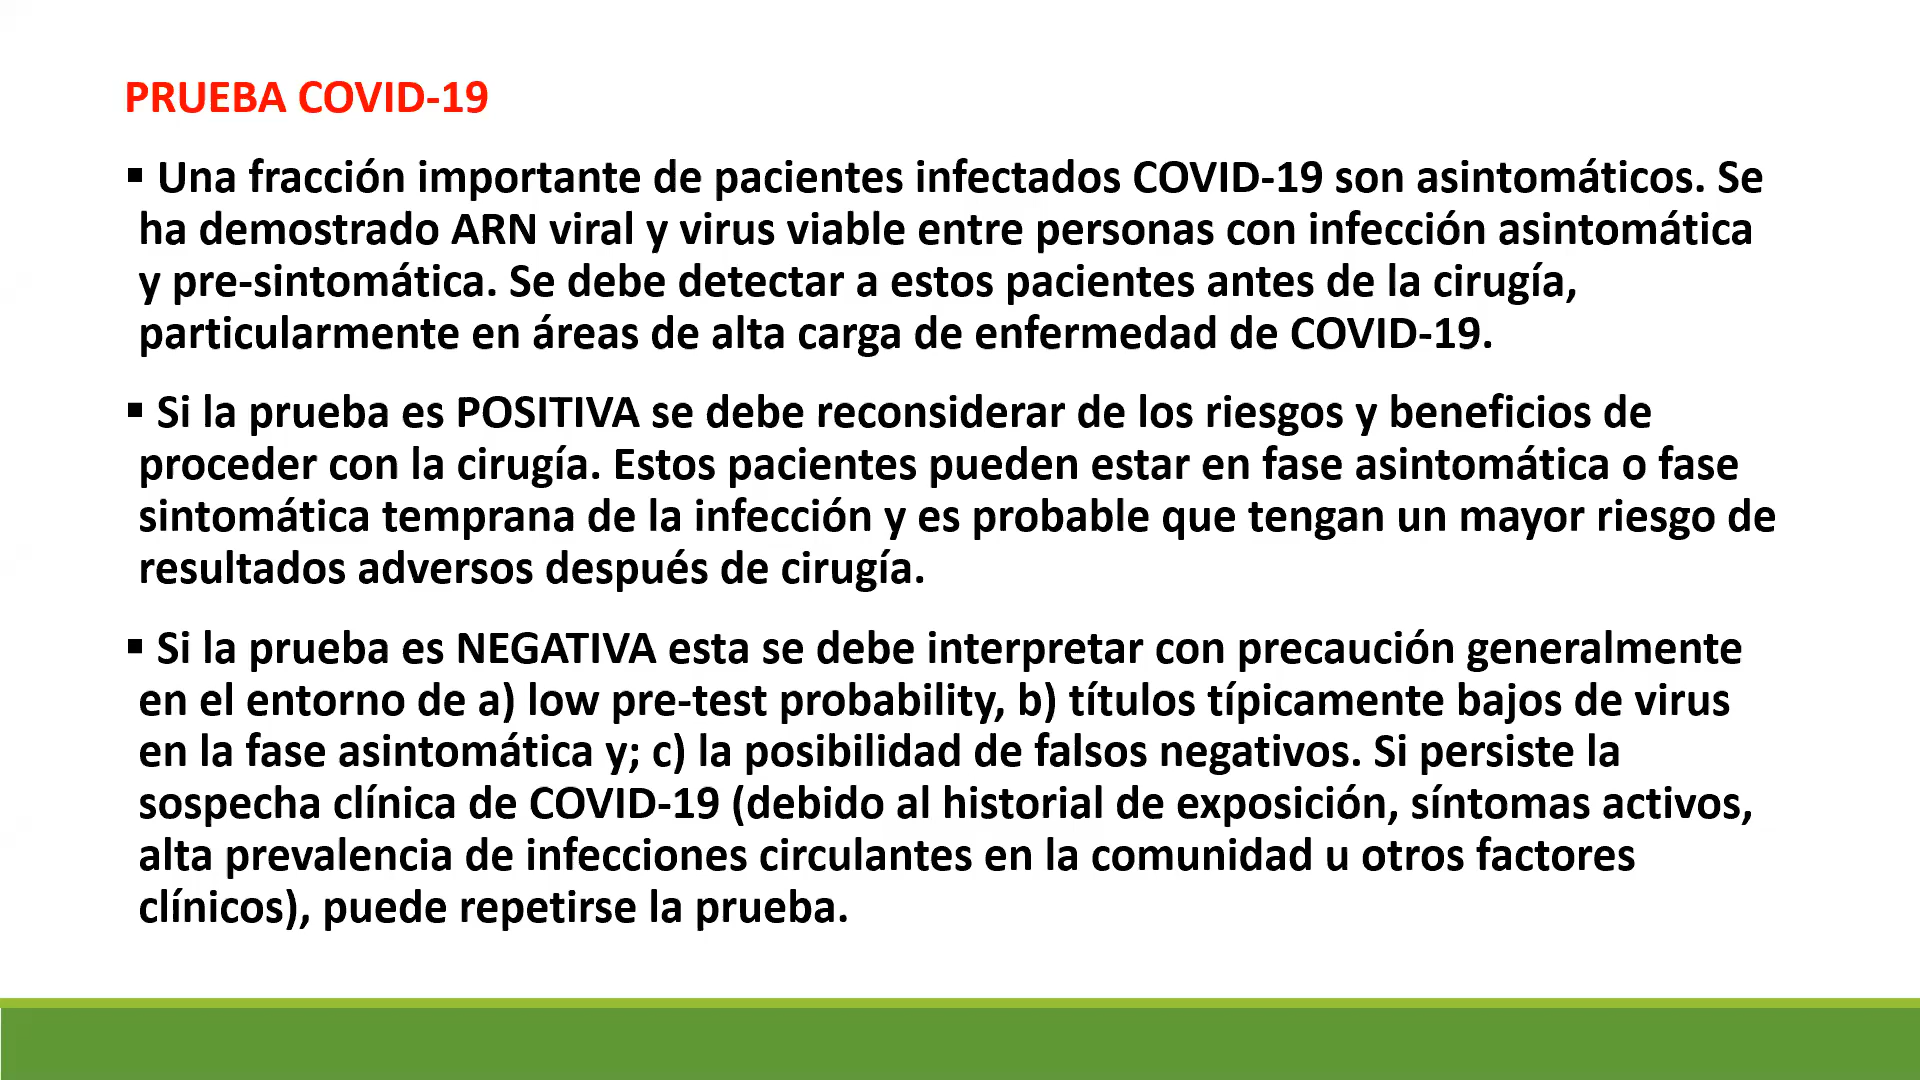 PRUEBA COVID-19
▪ Una fracción importante de pacientes infectados COVID-19 son asintomáticos. Se
ha demostrado ARN viral y virus viable entre personas con infección asintomática
y pre-sintomática. Se debe detectar a estos pacientes antes de la cirugía,
particularmente en áreas de alta carga de enfermedad de COVID-19.
▪ Si la prueba es POSITIVA se debe reconsiderar de los riesgos y beneficios de
proceder con la cirugía. Estos pacientes pueden estar en fase asintomática o fase
sintomática temprana de la infección y es probable que tengan un mayor riesgo de
resultados adversos después de cirugía.
▪ Si la prueba es NEGATIVA esta se debe interpretar con precaución generalmente
en el entorno de a) low pre-test probability, b) títulos típicamente bajos de virus
en la fase asintomática y; c) la posibilidad de falsos negativos. Si persiste la
sospecha clínica de COVID-19 (debido al historial de exposición, síntomas activos,
alta prevalencia de infecciones circulantes en la comunidad u otros factores
clínicos), puede repetirse la prueba.